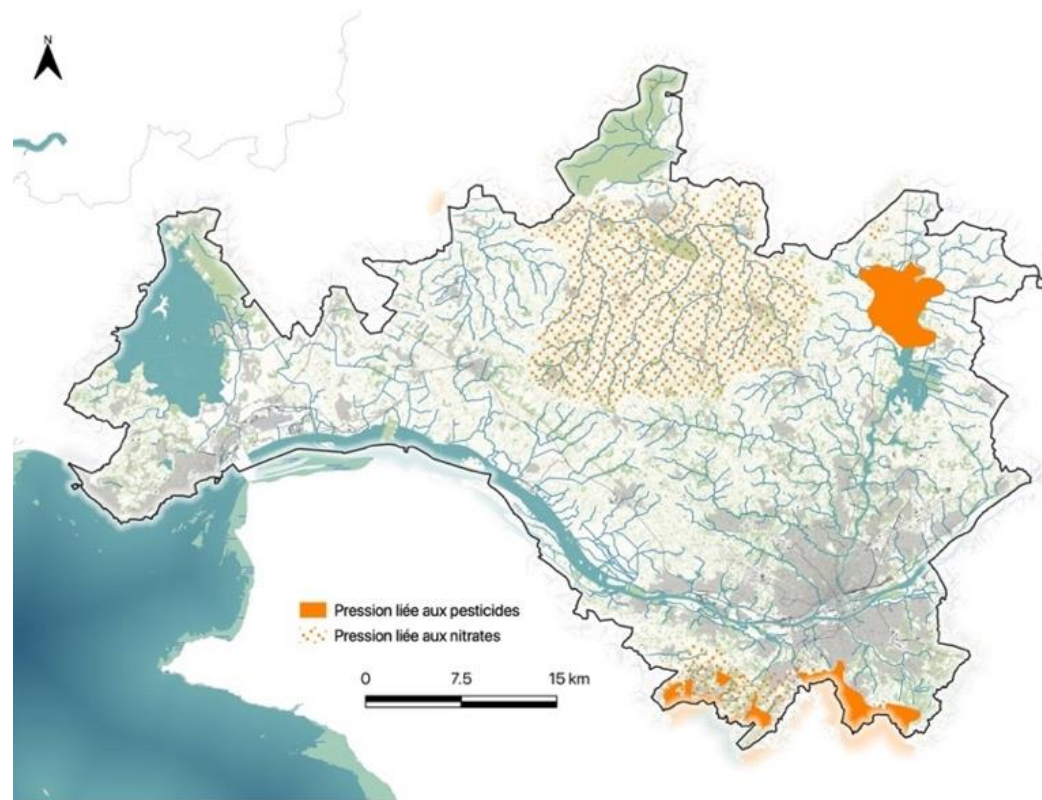 N
Pression liée aux pesticides
Pression liée aux nitrates
0 7.5 15 km